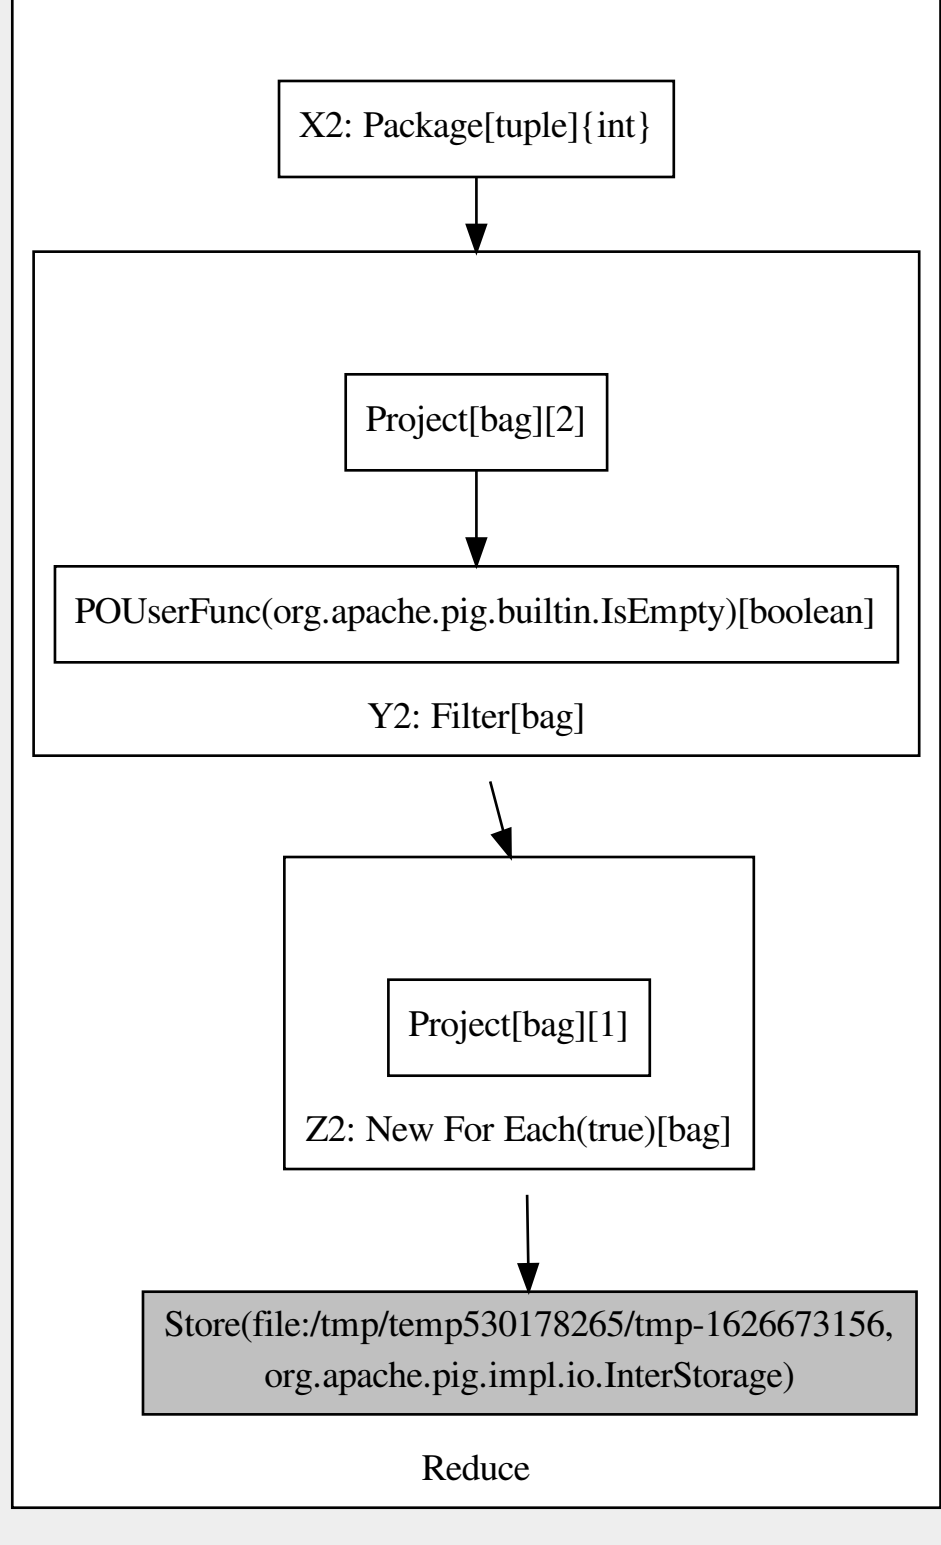 X2: Package[tuple]{int}
Project[bag][2]
POUserFunc(org.apache.pig.builtin.IsEmpty)[boolean]
Y2: Filter[bag]
Project[bag][1]
Z2: New For Each(true)[bag]
Store(file:/tmp/temp530178265/tmp-1626673156,
org.apache.pig.impl.io.InterStorage)
Reduce